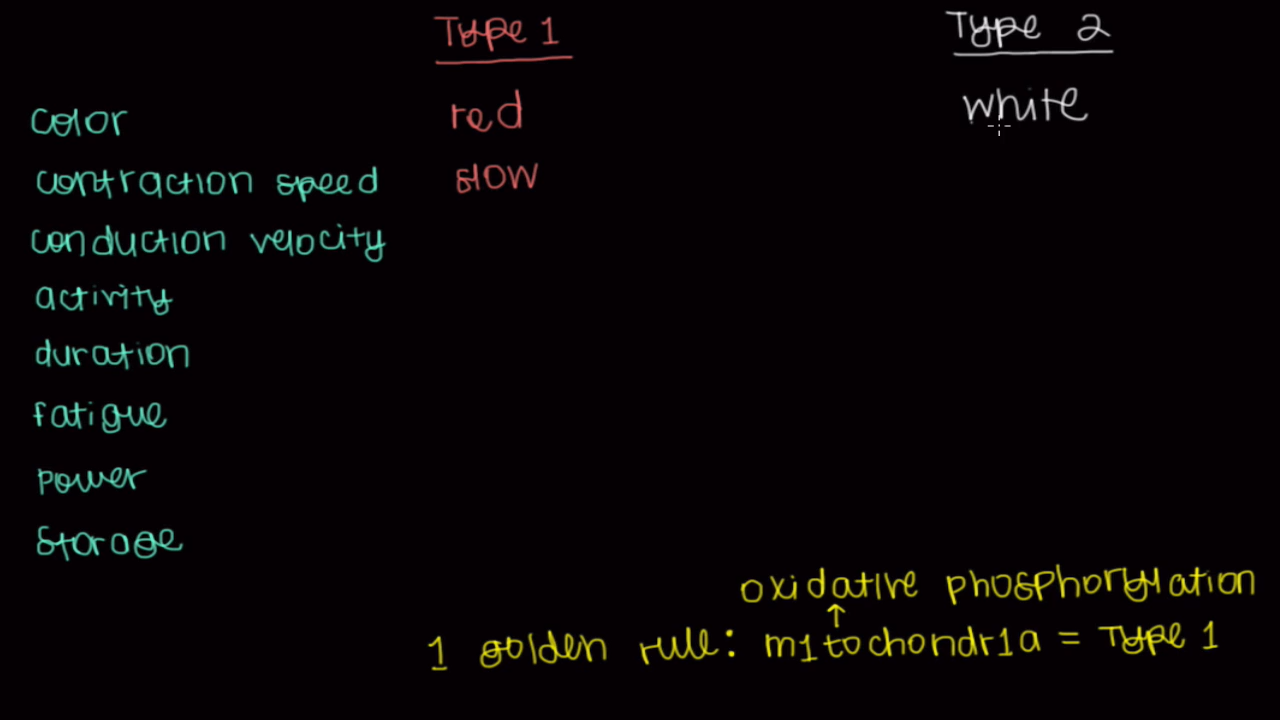 Type 1 Type 2
color red white
contraction speed slow
conduction velocity
activity
duration
fatigue
power
storage
oxidative phosphorylation
↑
1 golden rule: mitochondria = Type 1